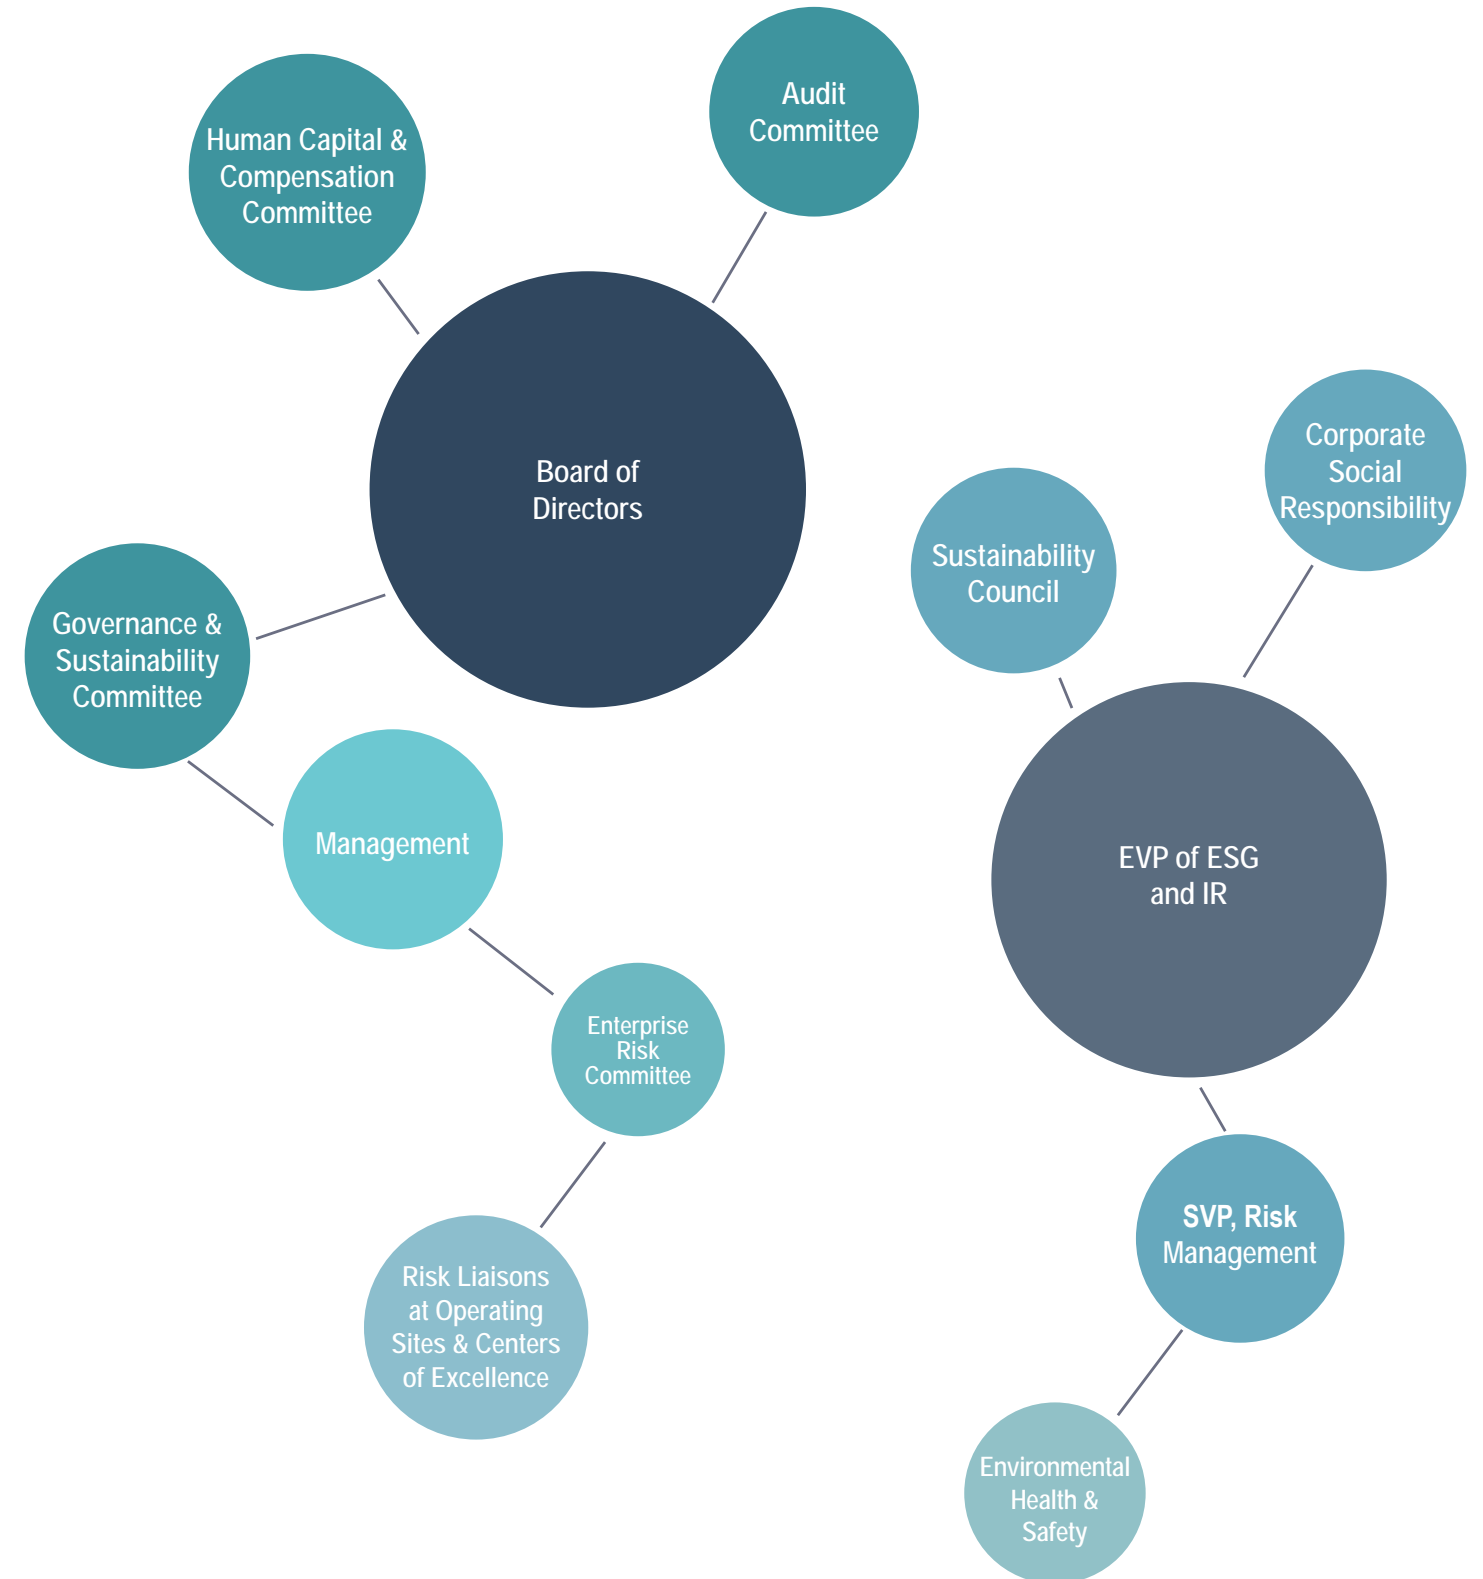 Audit
Committee
Human Capital &
Compensation
Committee
Board of
Directors
Corporate
Social
Responsibility
Sustainability
Council
Governance &
Sustainability
Committee
Management
EVP of ESG
and IR
Enterprise
Risk
Committee
SVP, Risk
Management
Risk Liaisons
at Operating
Sites & Centers
of Excellence
Environmental
Health &
Safety